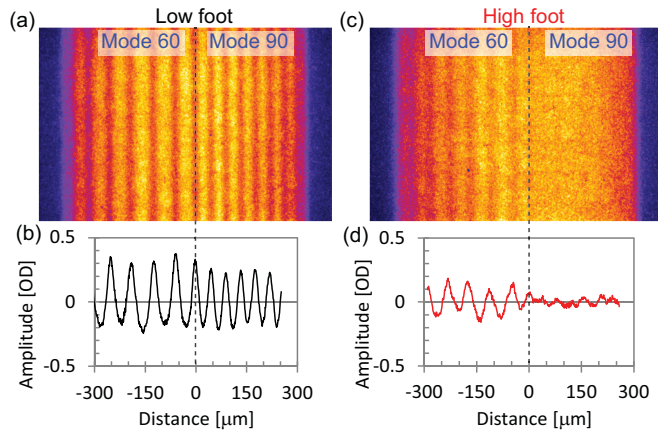 (a) Low foot
Mode 60 Mode 90
(b)
0.5
0
-0.5
Amplitude [OD]
-300 -150 0 150 300
Distance [μm]
(c) High foot
Mode 60 Mode 90
(d)
0.5
0
-0.5
Amplitude [OD]
-300 -150 0 150 300
Distance [μm]